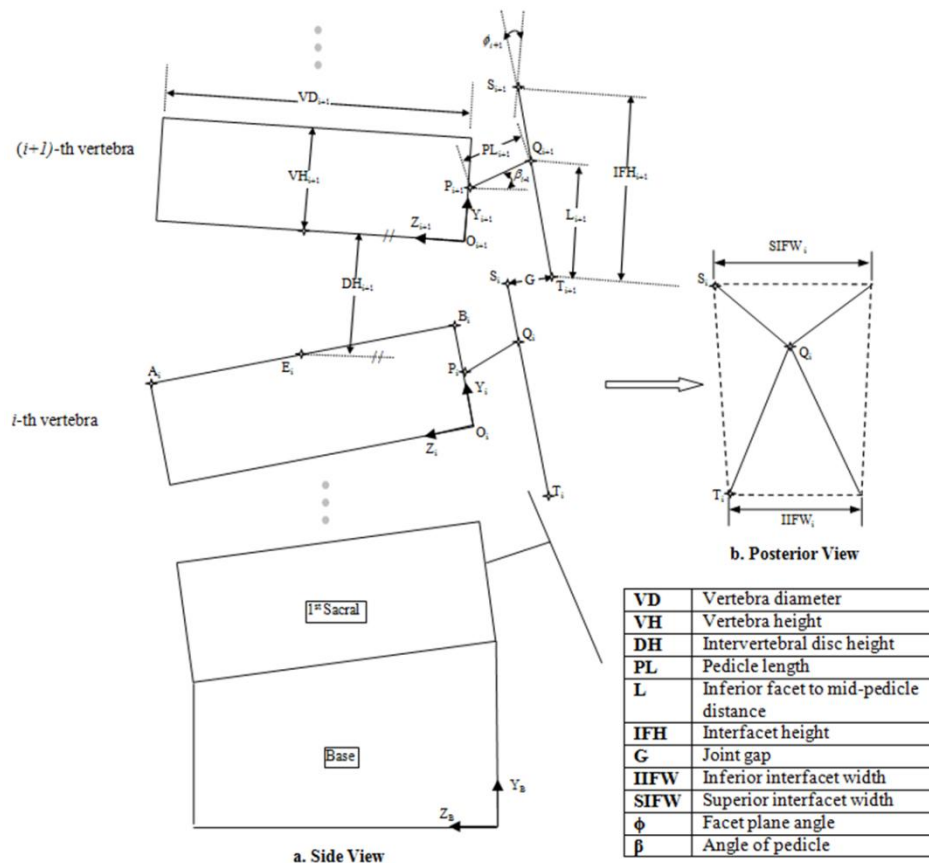 ϕi+1
Si+1
VDi+1
(i+1)-th vertebra
PLi+1
Qi+1
IFHi+1
VHi+1
Pi+1
βi+1
Li+1
Yi+1
Zi+1
Oi+1
SIFWi
Si
G
Ti+1
Si
DHi+1
Bi
Qi
Qi
Ei
Ai
Pi
Yi
i-th vertebra
Oi
Zi
Ti
Ti
IIFWi
b. Posterior View
1st Sacral
Base
YB
ZB
a. Side View
VD Vertebra diameter
VH Vertebra height
DH Intervertebral disc height
PL Pedicle length
L Inferior facet to mid-pedicle
distance
IFH Interfacet height
G Joint gap
IIFW Inferior interfacet width
SIFW Superior interfacet width
ϕ Facet plane angle
β Angle of pedicle